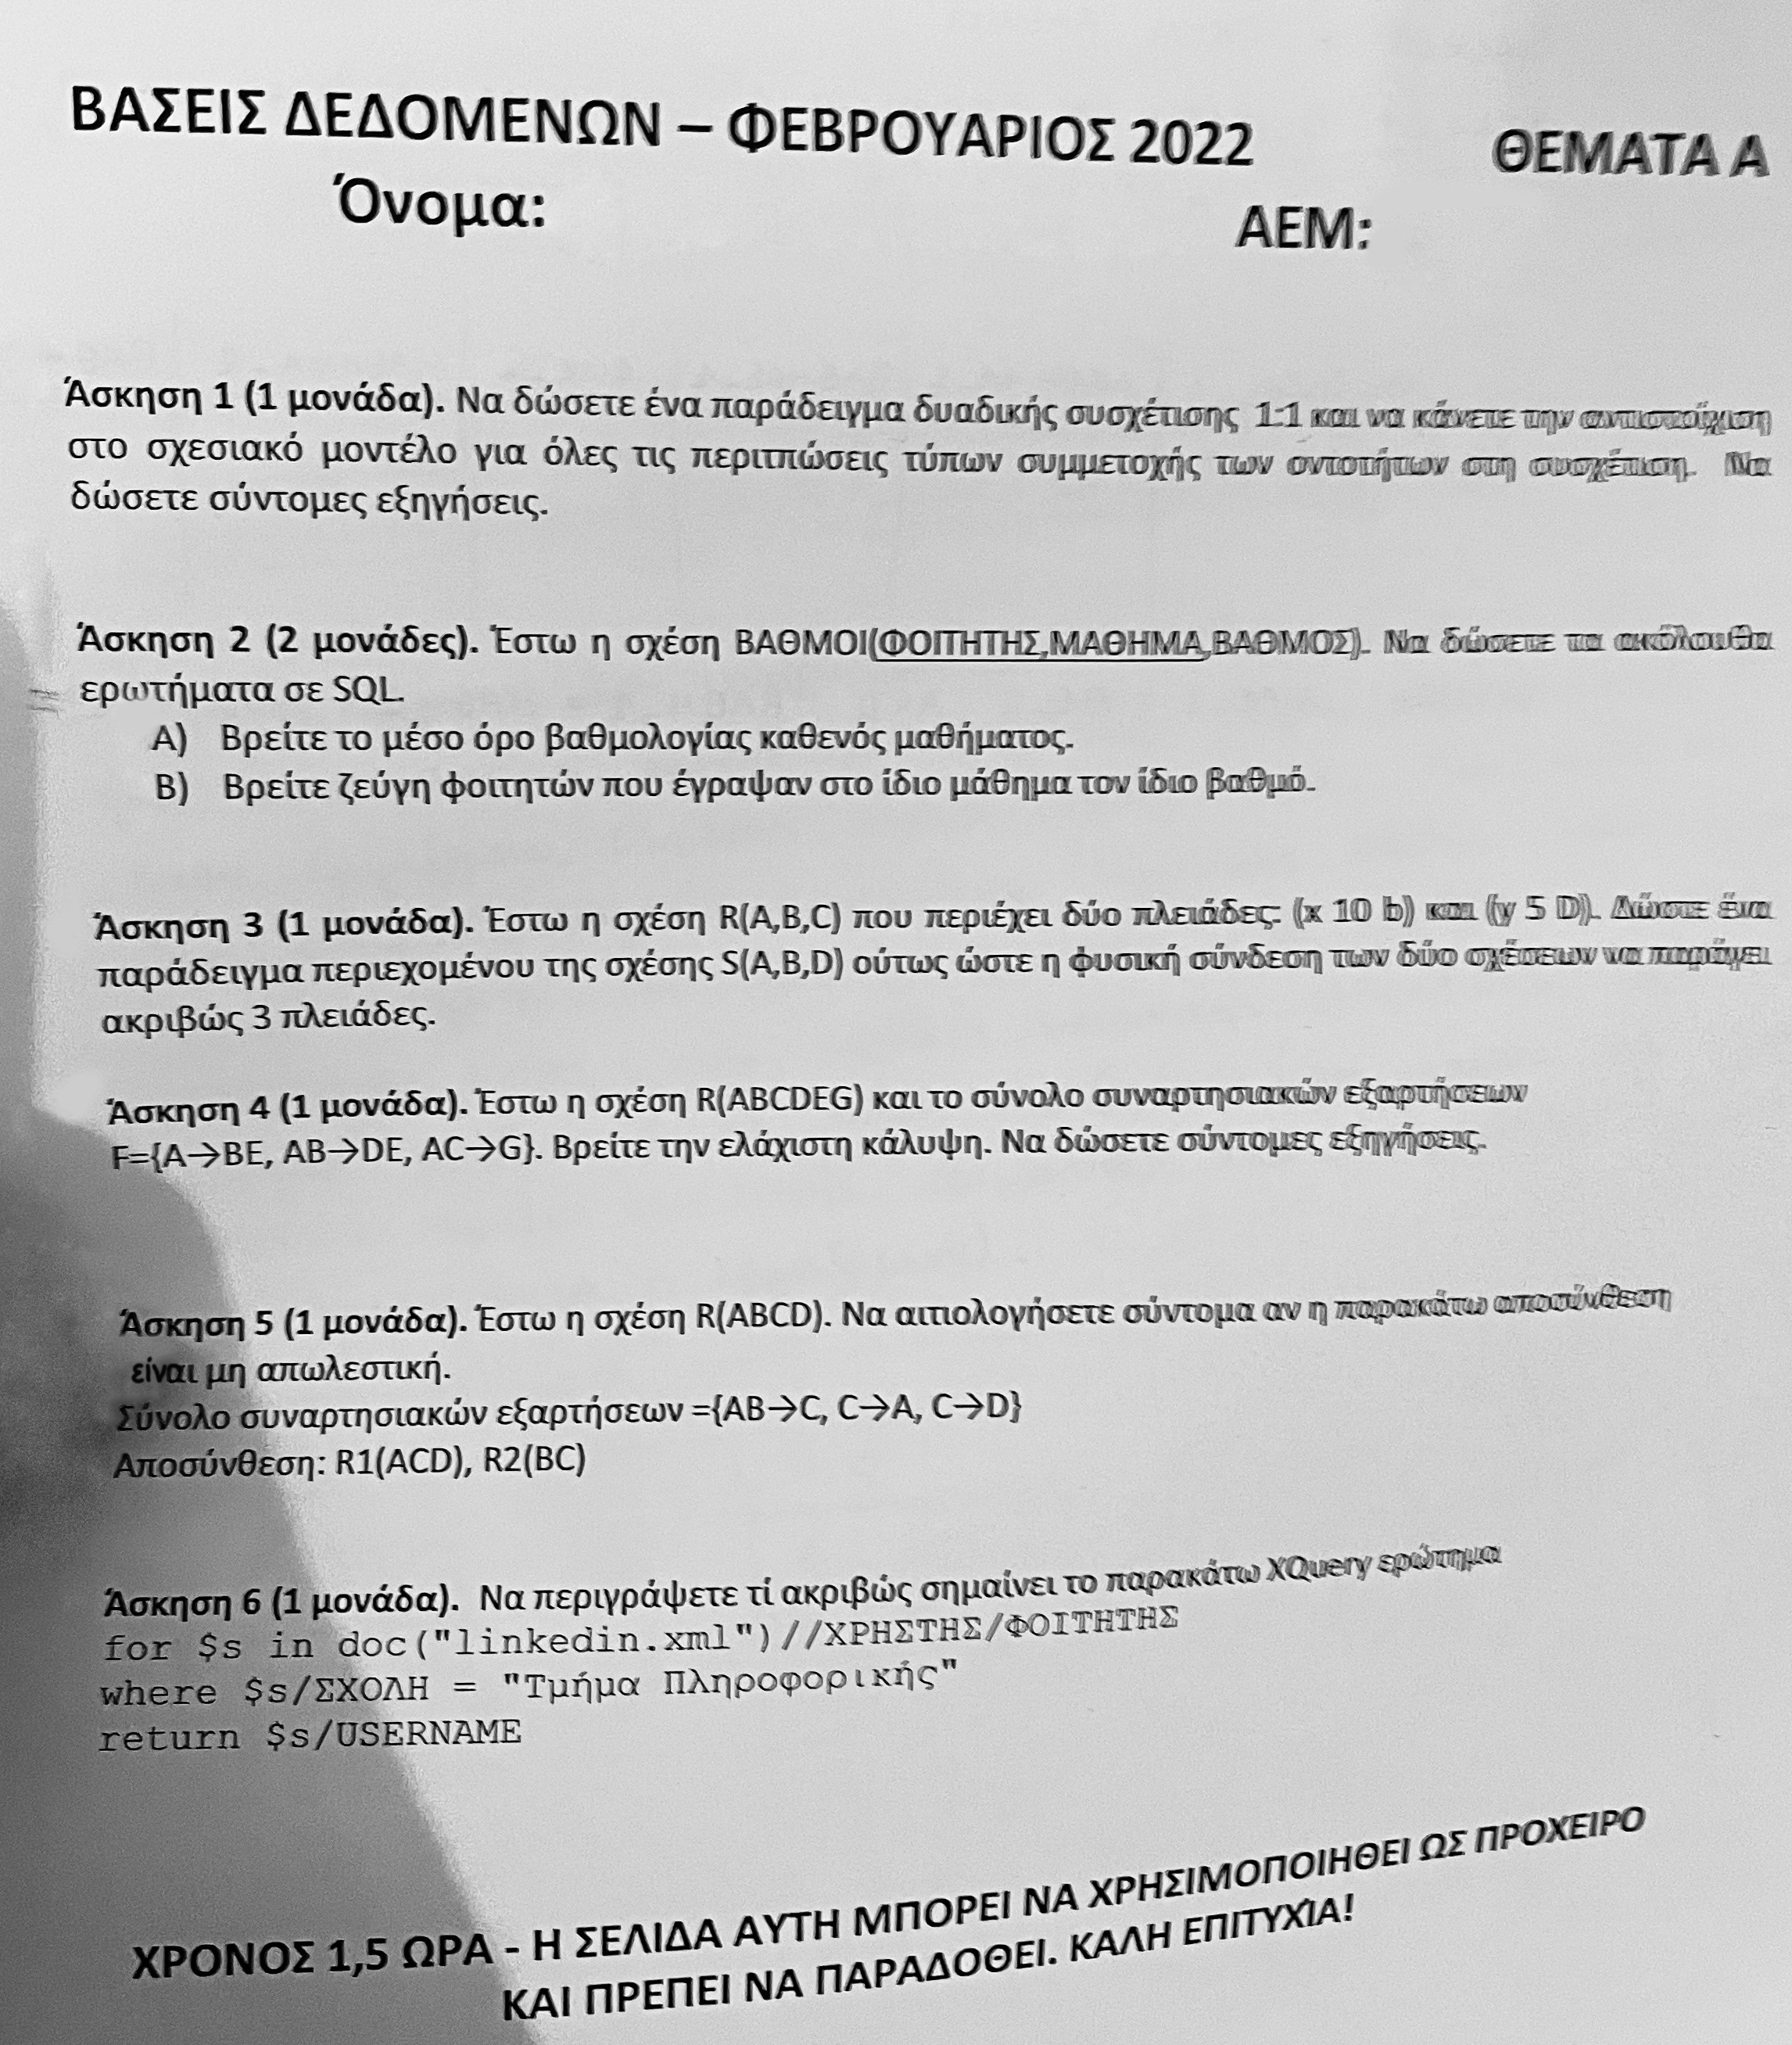 ΒΑΣΕΙΣ ΔΕΔΟΜΕΝΩΝ – ΦΕΒΡΟΥΑΡΙΟΣ 2022 ΘΕΜΑΤΑ Α
Όνομα: ΑΕΜ:
Άσκηση 1 (1 μονάδα). Να δώσετε ένα παράδειγμα δυαδικής συσχέτισης 1:1 και να κάνετε την αντιστοίχιση
στο σχεσιακό μοντέλο για όλες τις περιτπώσεις τύπων συμμετοχής των οντοτήτων στη συσχέτιση. Να
δώσετε σύντομες εξηγήσεις.
Άσκηση 2 (2 μονάδες). Έστω η σχέση ΒΑΘΜΟΙ(ΦΟΙΤΗΤΗΣ,ΜΑΘΗΜΑ,ΒΑΘΜΟΣ). Να δώσετε τα ακόλουθα
ερωτήματα σε SQL.
Α) Βρείτε το μέσο όρο βαθμολογίας καθενός μαθήματος.
Β) Βρείτε ζεύγη φοιτητών που έγραψαν στο ίδιο μάθημα τον ίδιο βαθμό.
Άσκηση 3 (1 μονάδα). Έστω η σχέση R(A,B,C) που περιέχει δύο πλειάδες: (x 10 b) και (y 5 D). Δώστε ένα
παράδειγμα περιεχομένου της σχέσης S(A,B,D) ούτως ώστε η φυσική σύνδεση των δύο σχέσεων να παράγει
ακριβώς 3 πλειάδες.
Άσκηση 4 (1 μονάδα). Έστω η σχέση R(ABCDEG) και το σύνολο συναρτησιακών εξαρτήσεων
F={A→BE, AB→DE, AC→G}. Βρείτε την ελάχιστη κάλυψη. Να δώσετε σύντομες εξηγήσεις.
Άσκηση 5 (1 μονάδα). Έστω η σχέση R(ABCD). Να αιτιολογήσετε σύντομα αν η παρακάτω αποσύνθεση
είναι μη απωλεστική.
Σύνολο συναρτησιακών εξαρτήσεων ={AB→C, C→A, C→D}
Αποσύνθεση: R1(ACD), R2(BC)
Άσκηση 6 (1 μονάδα). Να περιγράψετε τί ακριβώς σημαίνει το παρακάτω XQuery ερώτημα
for $s in doc("linkedin.xml")//ΧΡΗΣΤΗΣ/ΦΟΙΤΗΤΗΣ
where $s/ΣΧΟΛΗ = "Τμήμα Πληροφορικής"
return $s/USERNAME
ΧΡΟΝΟΣ 1,5 ΩΡΑ - Η ΣΕΛΙΔΑ ΑΥΤΗ ΜΠΟΡΕΙ ΝΑ ΧΡΗΣΙΜΟΠΟΙΗΘΕΙ ΩΣ ΠΡΟΧΕΙΡΟ
ΚΑΙ ΠΡΕΠΕΙ ΝΑ ΠΑΡΑΔΟΘΕΙ. ΚΑΛΗ ΕΠΙΤΥΧΙΑ!